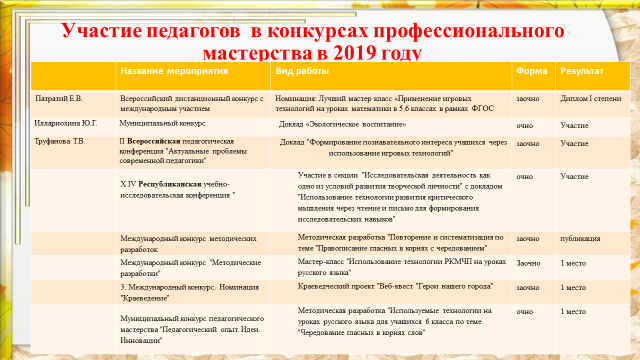 Участие педагогов в конкурсах профессионального
мастерства в 2019 году
Название мероприятия Вид работы Форма Результат
Патратий Е.В. Всероссийский дистанционный конкурс с международным участием Номинация: Лучший мастер класс «Применение игровых технологий на уроках математики в 5.6 классах в рамках ФГОС заочно Диплом I степени
Илларионова Ю.Г. Муниципальный конкурс Доклад «Экологическое воспитание» очно Участие
Труфанова Т.В. II Всероссийская педагогическая конференция "Актуальные проблемы современной педагогики" Доклад "Формирование познавательного интереса учащихся через использование игровых технологий" заочно Участие
X IV Республиканская учебно-исследовательская конференция " Участие в секции "Исследовательская деятельность как одно из условий развития творческой личности" с докладом "Использование технологии развития критического мышления через чтение и письмо для формирования исследовательских навыков" очно Участие
Международный конкурс методических разработок Методическая разработка "Повторение и систематизация по теме "Правописание гласных в корнях с чередованием" заочно публикация
Международный конкурс "Методические разработки" Мастер-класс "Использование технологии РКМЧП на уроках русского языка" Заочно 1 место
3. Международный конкурс. Номинация "Краеведение" Краеведческий проект "Веб-квест "Герои нашего города" заочно 1 место
Муниципальный конкурс педагогического мастерства "Педагогический опыт. Идеи. Инновации" Методическая разработка "Используемые технологии на уроках русского языка для учащихся 6 класса по теме "Чередование гласных в корнях слов" очно 1 место